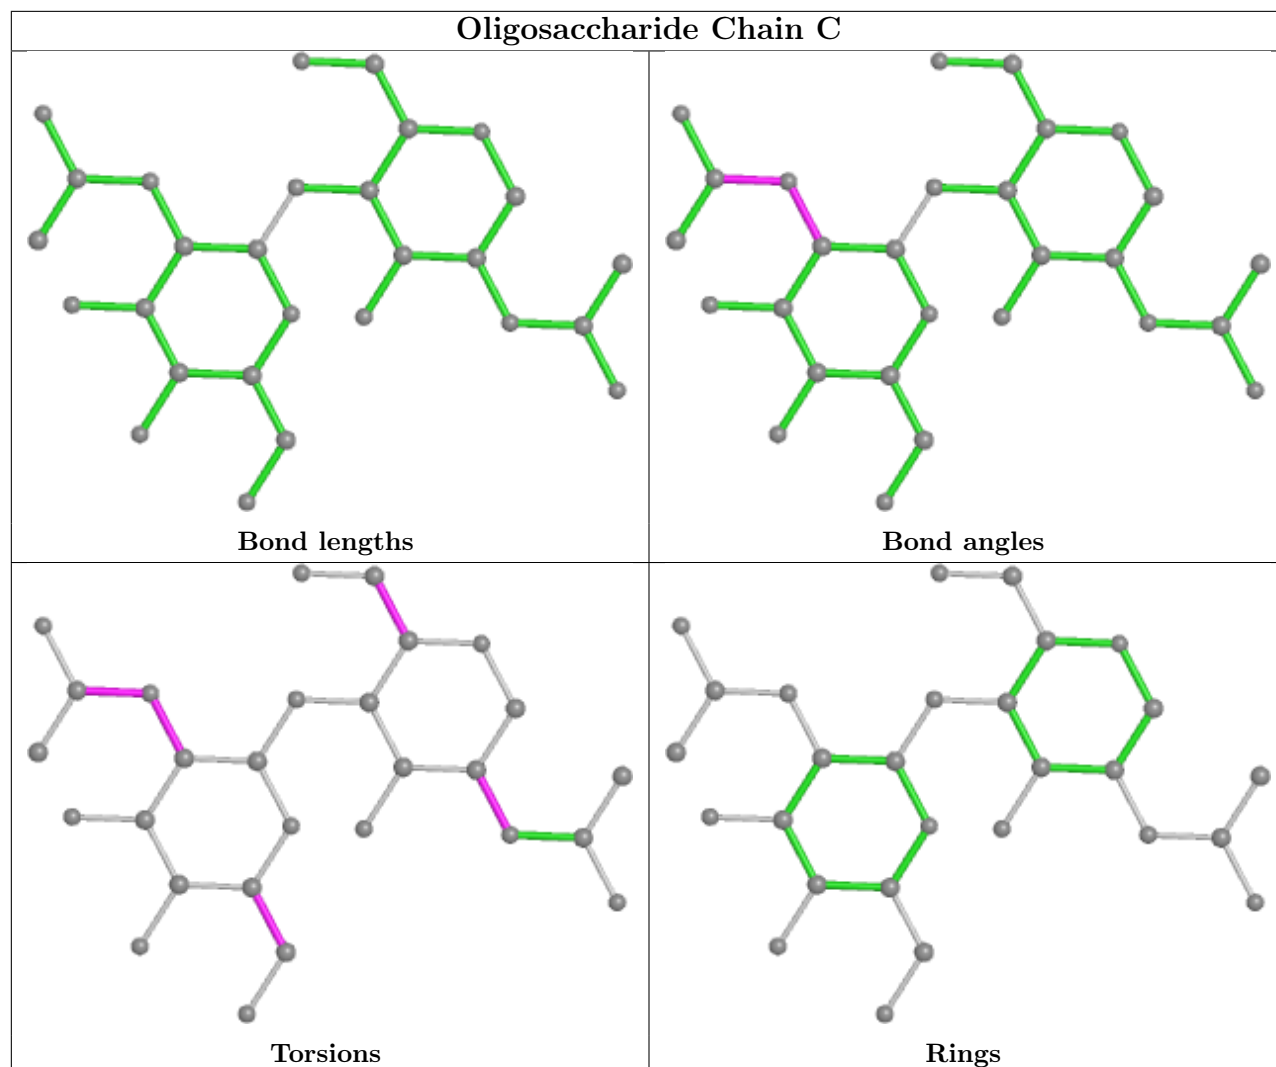 Oligosaccharide Chain C
Bond lengths
Bond angles
Torsions
Rings